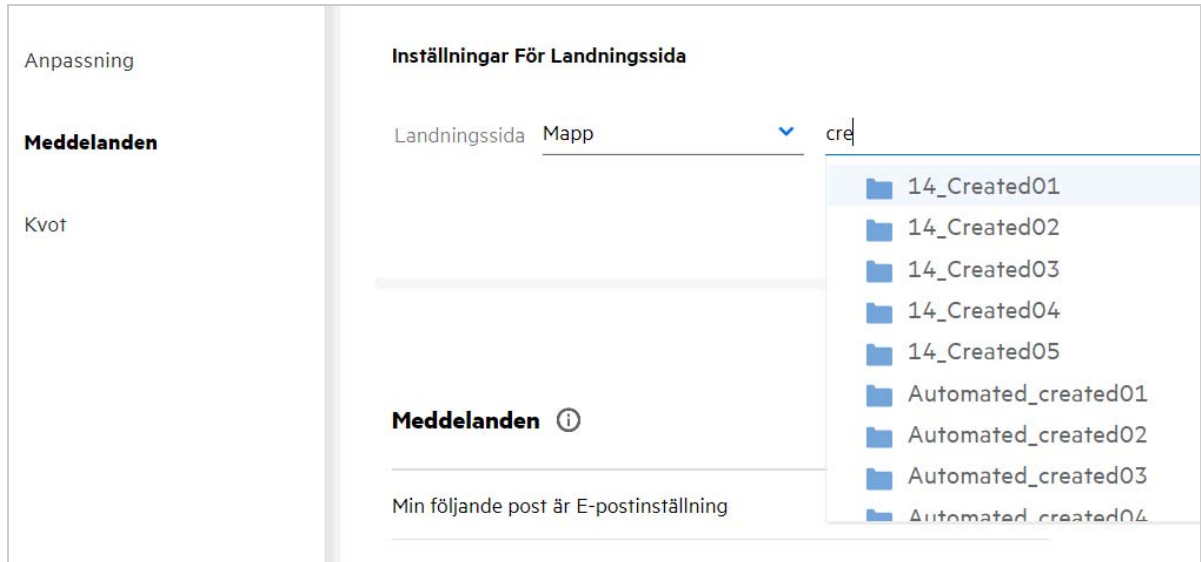 Anpassning
Meddelanden
Kvot
Inställningar För Landningssida
Landningssida Mapp cre
14_Created01
14_Created02
14_Created03
14_Created04
14_Created05
Automated_created01
Automated_created02
Automated_created03
Automated_created04
Meddelanden
Min följande post är E-postinställning